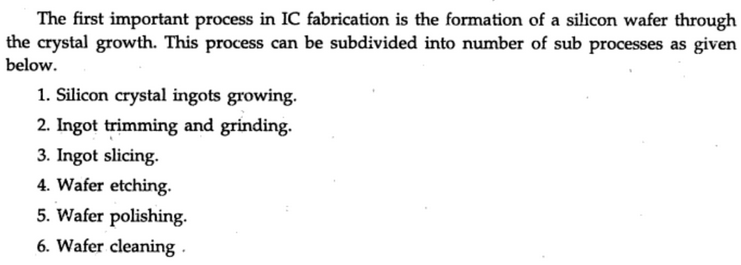 The first important process in IC fabrication is the formation of a silicon wafer through
the crystal growth. This process can be subdivided into number of sub processes as given
below.
1. Silicon crystal ingots growing.
2. Ingot trimming and grinding.
3. Ingot slicing.
4. Wafer etching.
5. Wafer polishing.
6. Wafer cleaning .